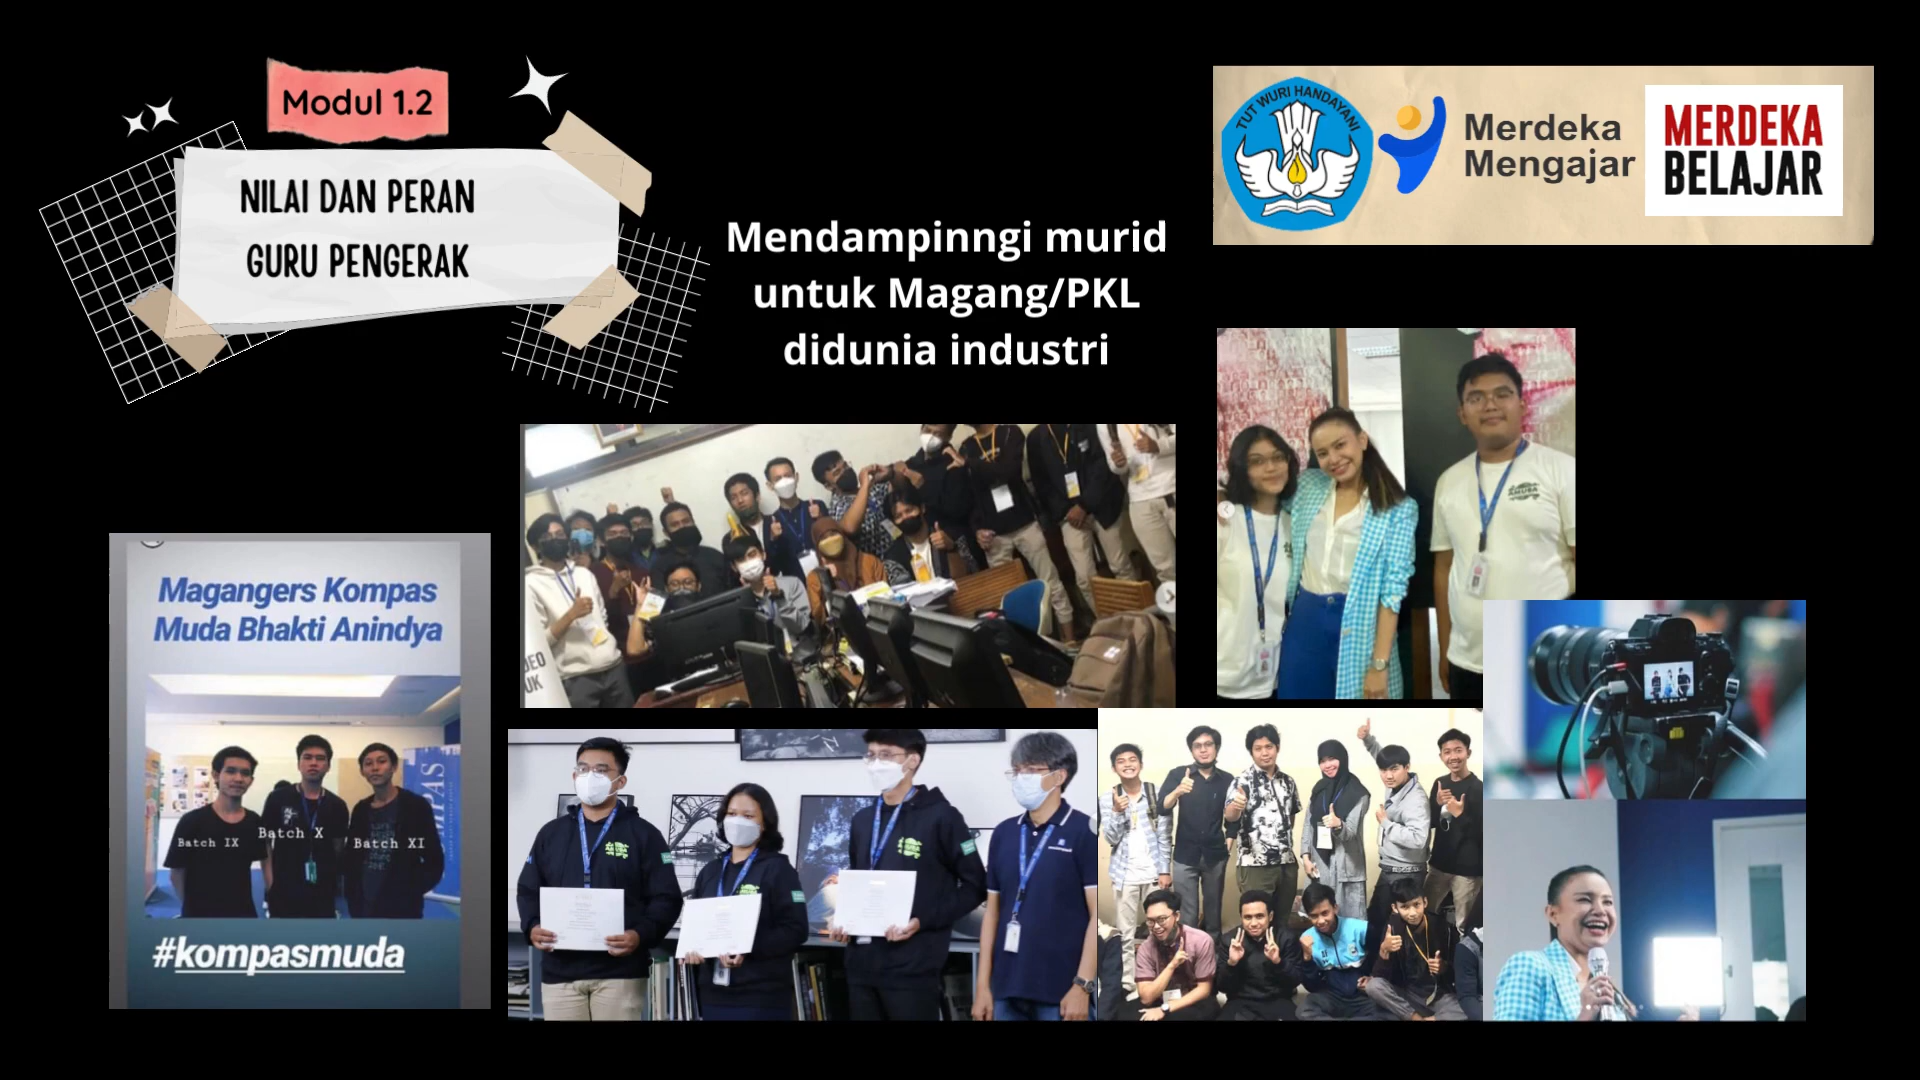 Modul 1.2
NILAI DAN PERAN
GURU PENGERAK
Mendampinngi murid
untuk Magang/PKL
didunia industri
TUT WURI HANDAYANI
Merdeka
Mengajar
MERDEKA
BELAJAR
Magangers Kompas
Muda Bhakti Anindya
Batch IX
Batch X
Batch XI
#kompasmuda